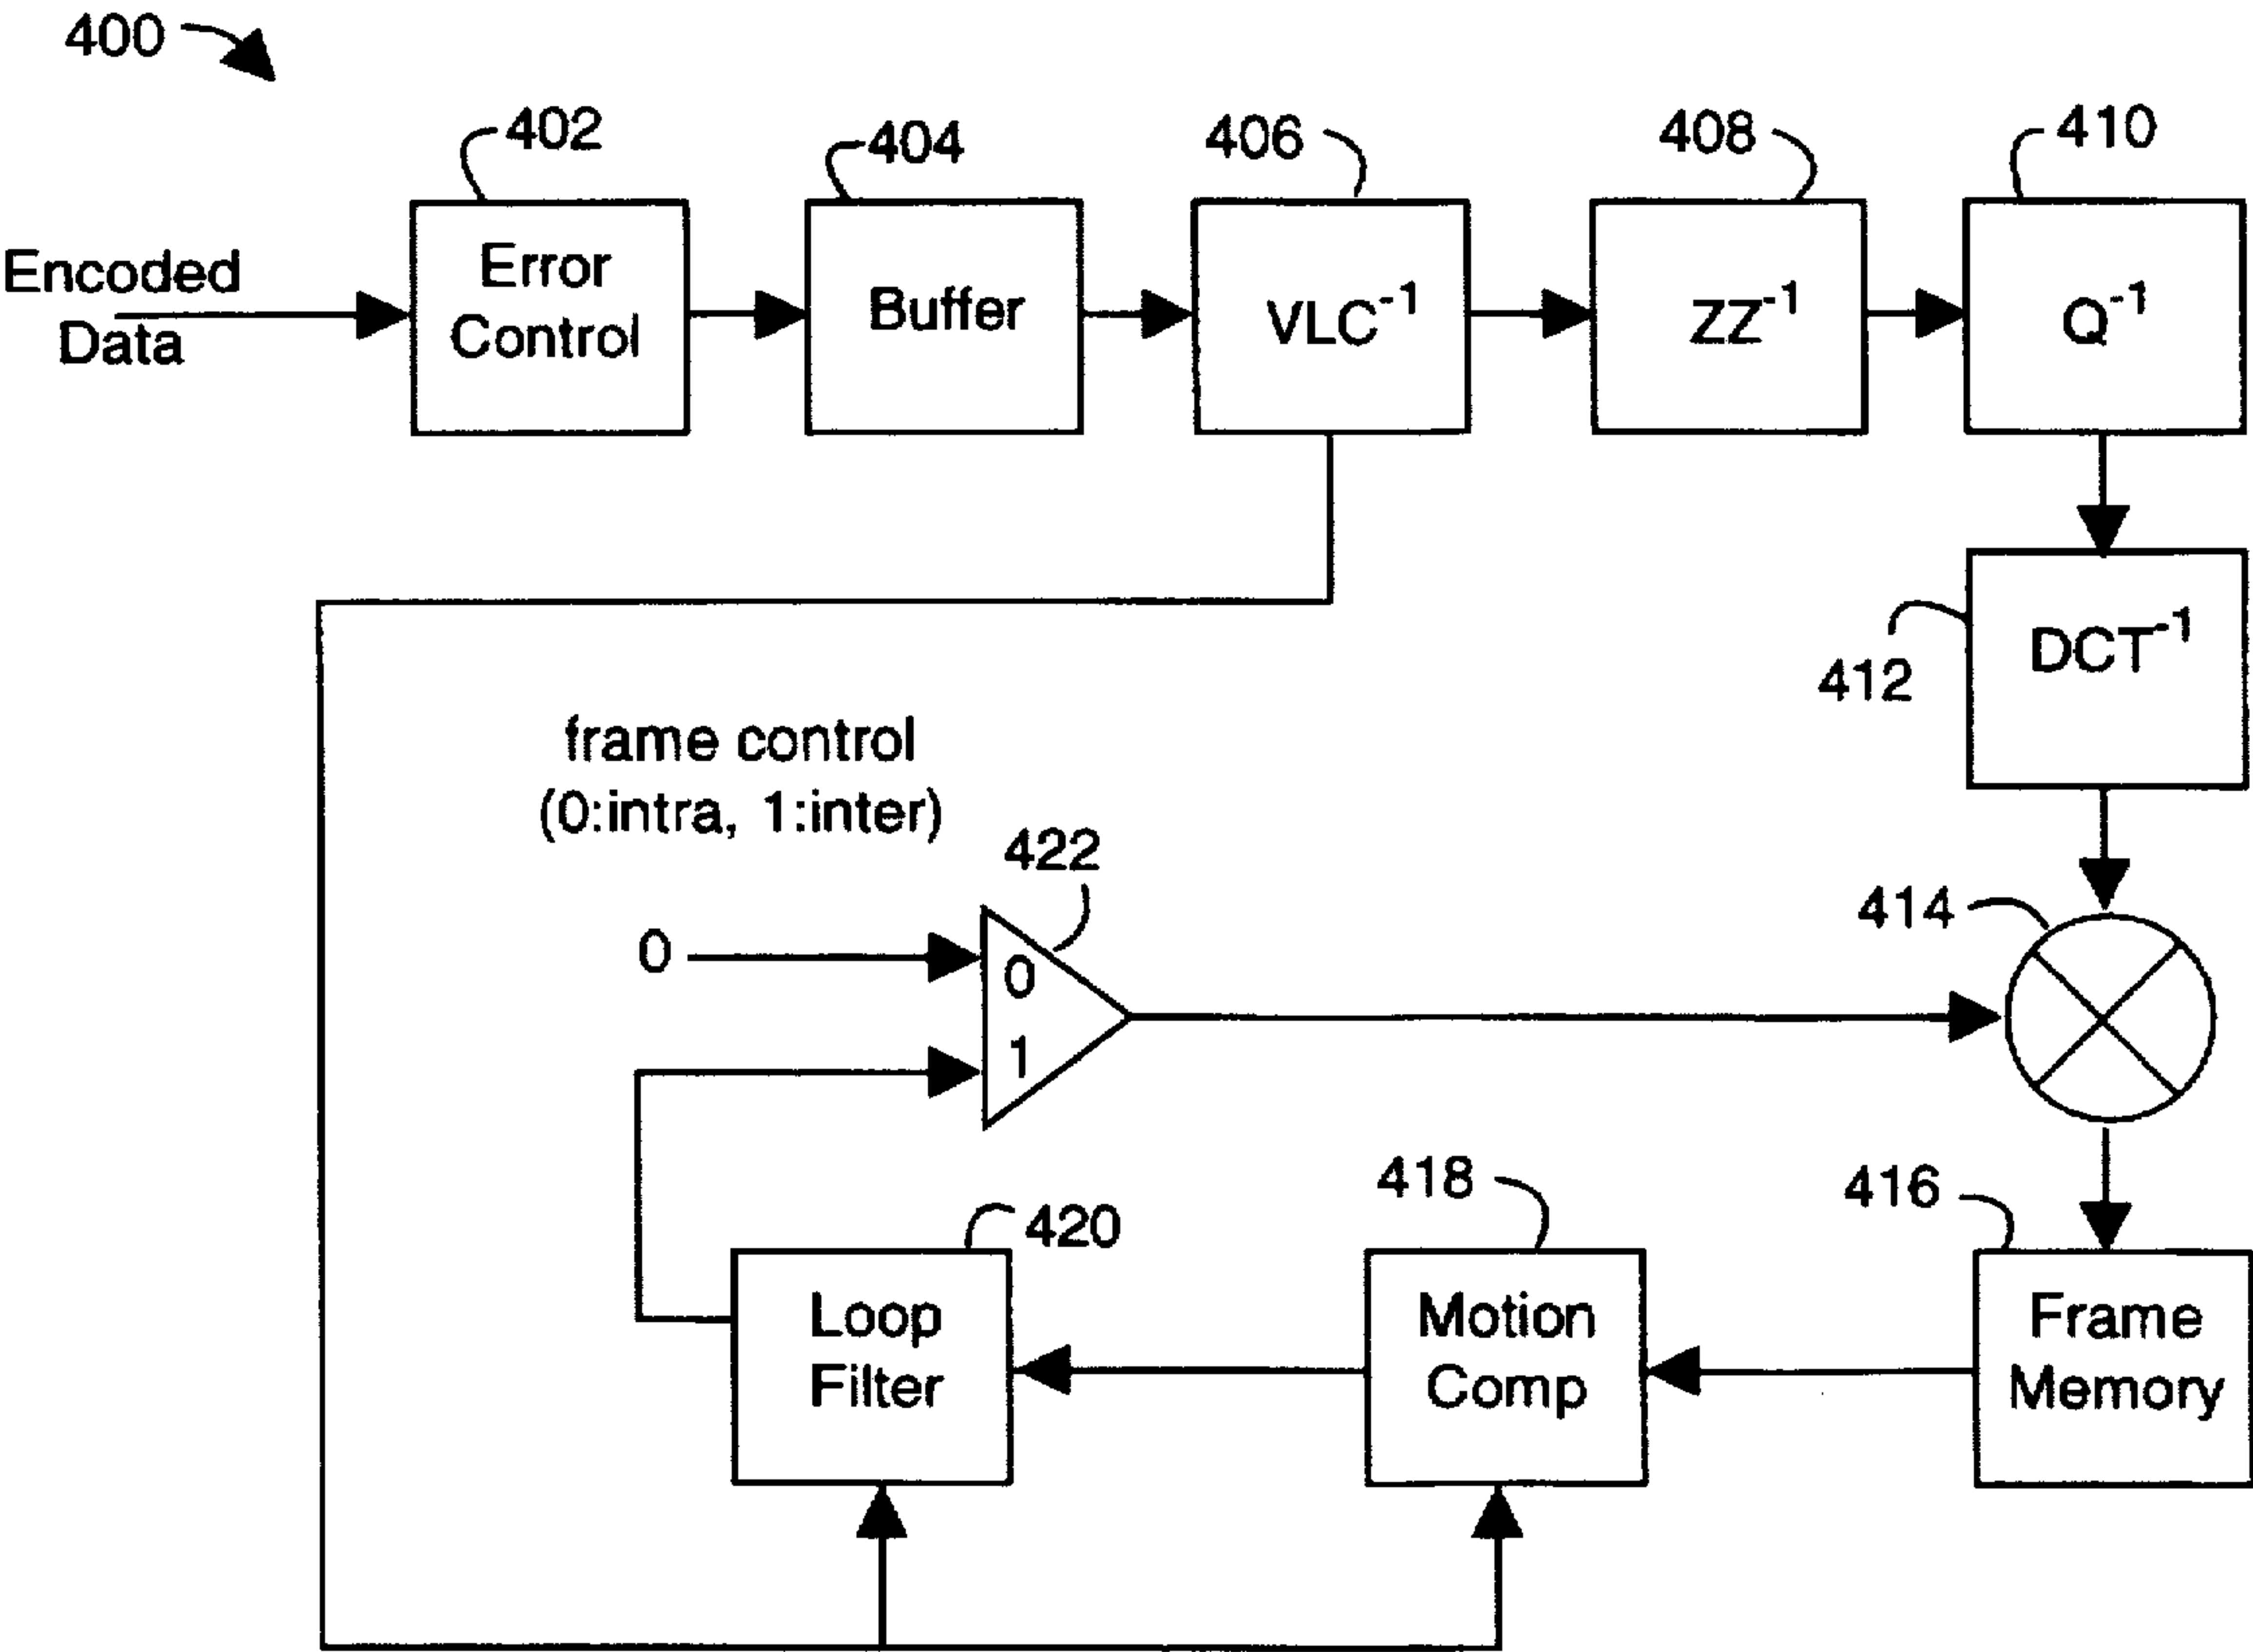 400
402
404
406
408
410
Encoded
Data
Error
Control
Buffer
VLC⁻¹
ZZ⁻¹
Q⁻¹
DCT⁻¹
412
frame control
(0:intra, 1:inter)
422
414
0
0
1
418
416
420
Loop
Filter
Motion
Comp
Frame
Memory